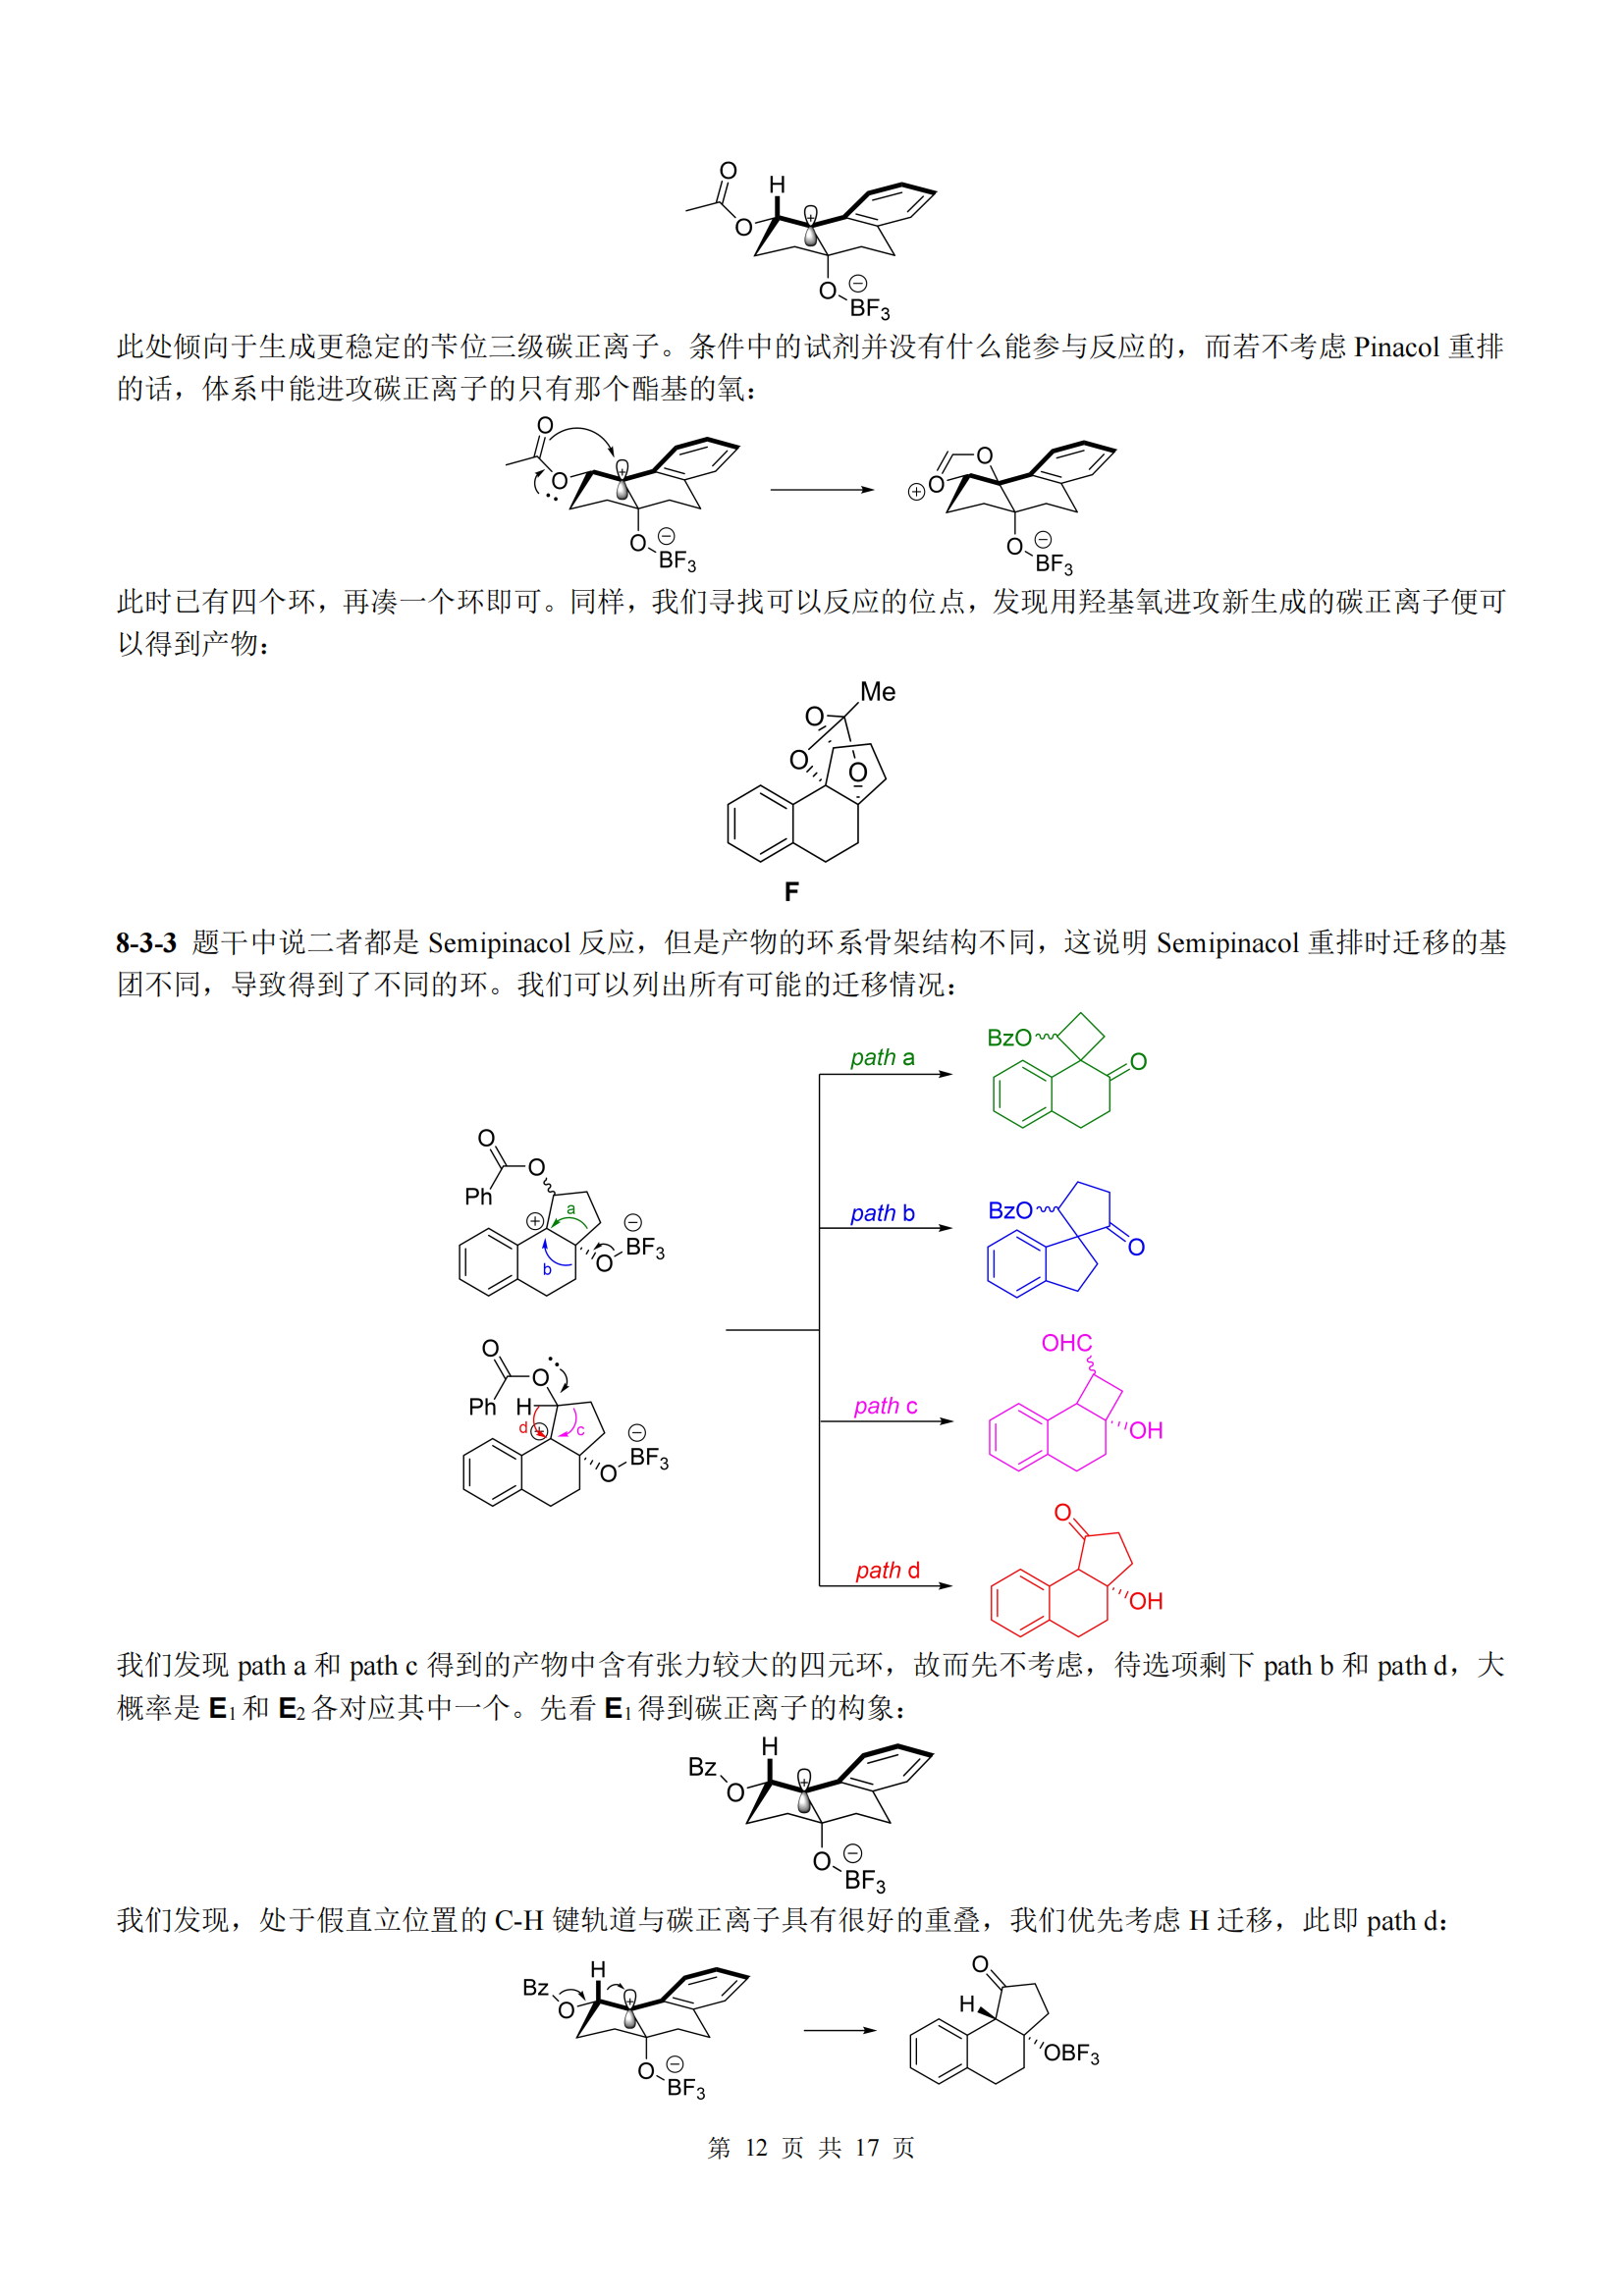 O
H
O
+
O
−
BF3
此处倾向于生成更稳定的苄位三级碳正离子。条件中的试剂并没有什么能参与反应的，而若不考虑 Pinacol 重排
的话，体系中能进攻碳正离子的只有那个酯基的氧：
O
O
+
O
−
BF3
O
+
O
O
−
BF3
此时已有四个环，再凑一个环即可。同样，我们寻找可以反应的位点，发现用羟基氧进攻新生成的碳正离子便可
以得到产物：
Me
O
O
O
F
8-3-3 题干中说二者都是 Semipinacol 反应，但是产物的环系骨架结构不同，这说明 Semipinacol 重排时迁移的基
团不同，导致得到了不同的环。我们可以列出所有可能的迁移情况：
path a
BzO
O
O
O
Ph
+
a
b
−
O
BF3
path b
BzO
O
O
O
Ph
H
d
+
c
−
O
BF3
path c
OHC
OH
path d
O
OH
我们发现 path a 和 path c 得到的产物中含有张力较大的四元环，故而先不考虑，待选项剩下 path b 和 path d，大
概率是 E1 和 E2 各对应其中一个。先看 E1 得到碳正离子的构象：
H
Bz
O
+
O
−
BF3
我们发现，处于假直立位置的 C-H 键轨道与碳正离子具有很好的重叠，我们优先考虑 H 迁移，此即 path d：
H
Bz
O
+
O
−
BF3
O
H
OBF3
第 12 页 共 17 页